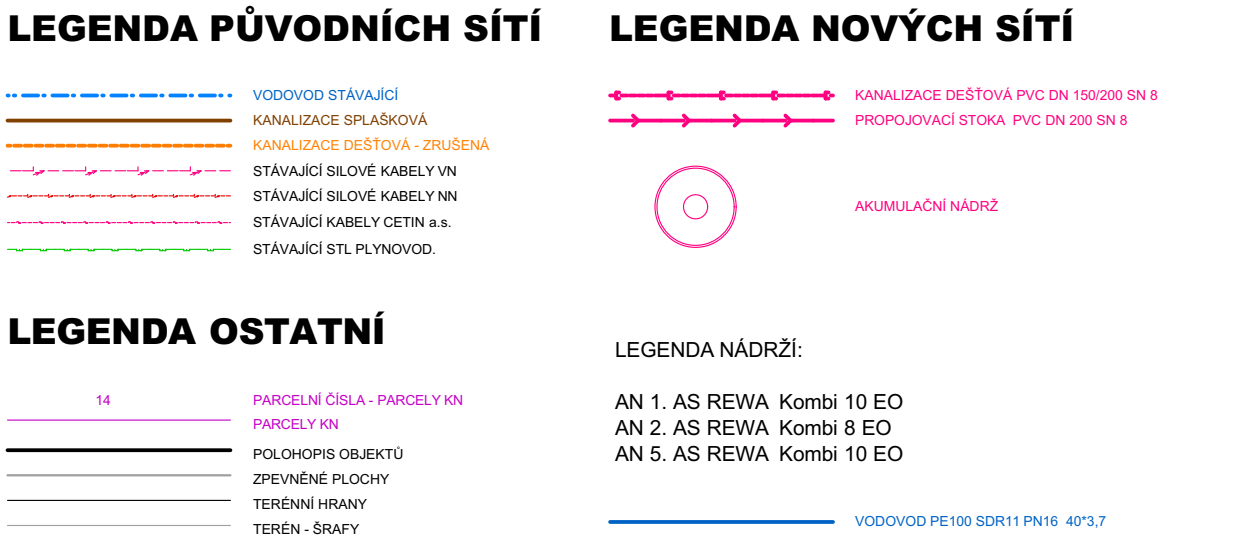 LEGENDA PŮVODNÍCH SÍTÍ
VODOVOD STÁVAJÍCÍ
KANALIZACE SPLAŠKOVÁ
KANALIZACE DEŠŤOVÁ - ZRUŠENÁ
STÁVAJÍCÍ SILOVÉ KABELY VN
STÁVAJÍCÍ SILOVÉ KABELY NN
STÁVAJÍCÍ KABELY CETIN a.s.
STÁVAJÍCÍ STL PLYNOVOD.
LEGENDA NOVÝCH SÍTÍ
KANALIZACE DEŠŤOVÁ PVC DN 150/200 SN 8
PROPOJOVACÍ STOKA PVC DN 200 SN 8
AKUMULAČNÍ NÁDRŽ
LEGENDA OSTATNÍ
14 PARCELNÍ ČÍSLA - PARCELY KN
PARCELY KN
POLOHOPIS OBJEKTŮ
ZPEVNĚNÉ PLOCHY
TERÉNNÍ HRANY
TERÉN - ŠRAFY
LEGENDA NÁDRŽÍ:
AN 1. AS REWA Kombi 10 EO
AN 2. AS REWA Kombi 8 EO
AN 5. AS REWA Kombi 10 EO
VODOVOD PE100 SDR11 PN16 40*3,7